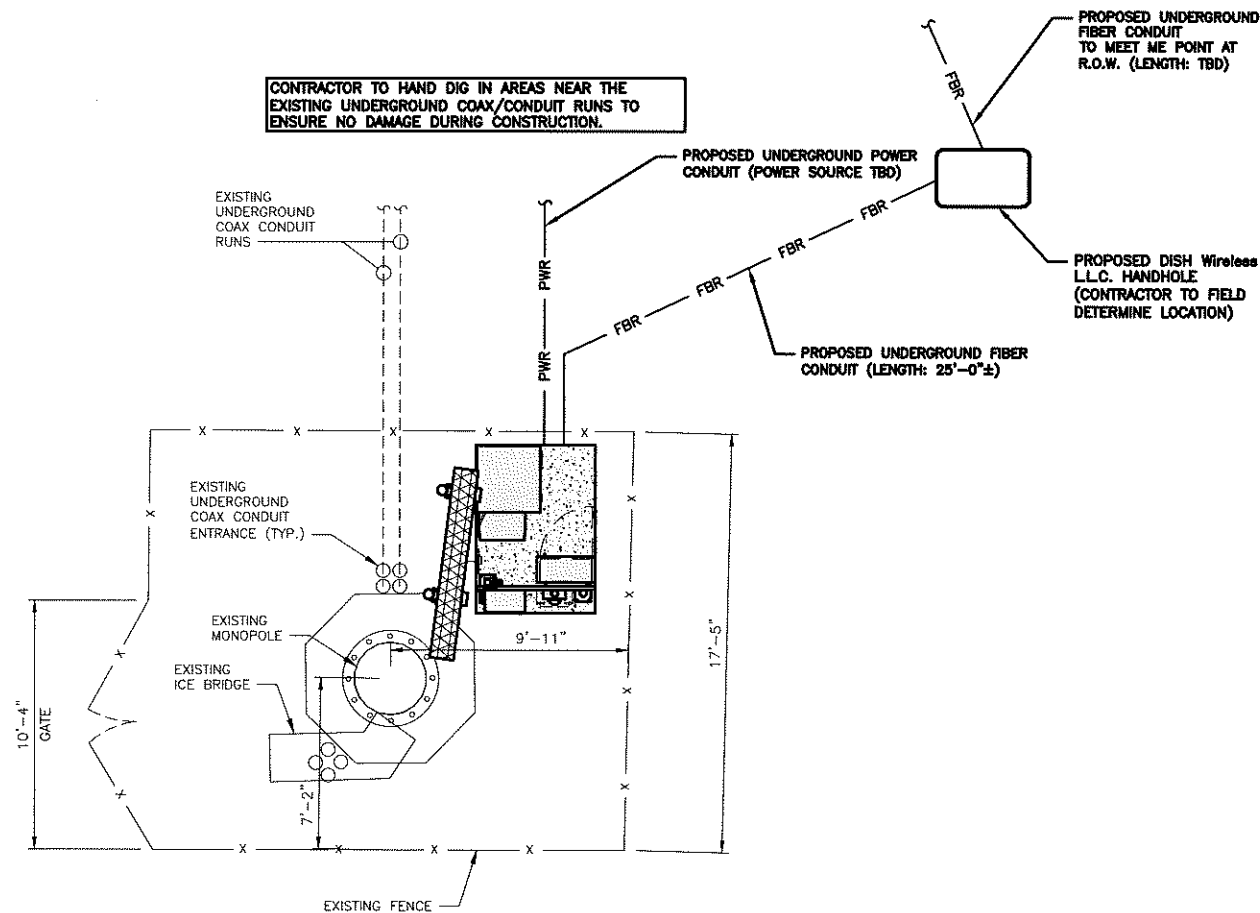 PROPOSED UNDERGROUND
FIBER CONDUIT
TO MEET ME POINT AT
R.O.W. (LENGTH: TBD)
FBR
CONTRACTOR TO HAND DIG IN AREAS NEAR THE
EXISTING UNDERGROUND COAX/CONDUIT RUNS TO
ENSURE NO DAMAGE DURING CONSTRUCTION.
PROPOSED UNDERGROUND POWER
CONDUIT (POWER SOURCE TBD)
EXISTING
UNDERGROUND
COAX CONDUIT
RUNS
PWR
PWR
FBR
FBR
FBR
FBR
PROPOSED DISH Wireless
L.L.C. HANDHOLE
(CONTRACTOR TO FIELD
DETERMINE LOCATION)
PROPOSED UNDERGROUND FIBER
CONDUIT (LENGTH: 25'-0"±)
X
X
X
X
X
EXISTING
UNDERGROUND
COAX CONDUIT
ENTRANCE (TYP.)
X
X
X
EXISTING
MONOPOLE
9'-11"
17'-5"
EXISTING
ICE BRIDGE
10'-4"
GATE
X
X
X
X
7'-2"
X
X
X
X
X
EXISTING FENCE